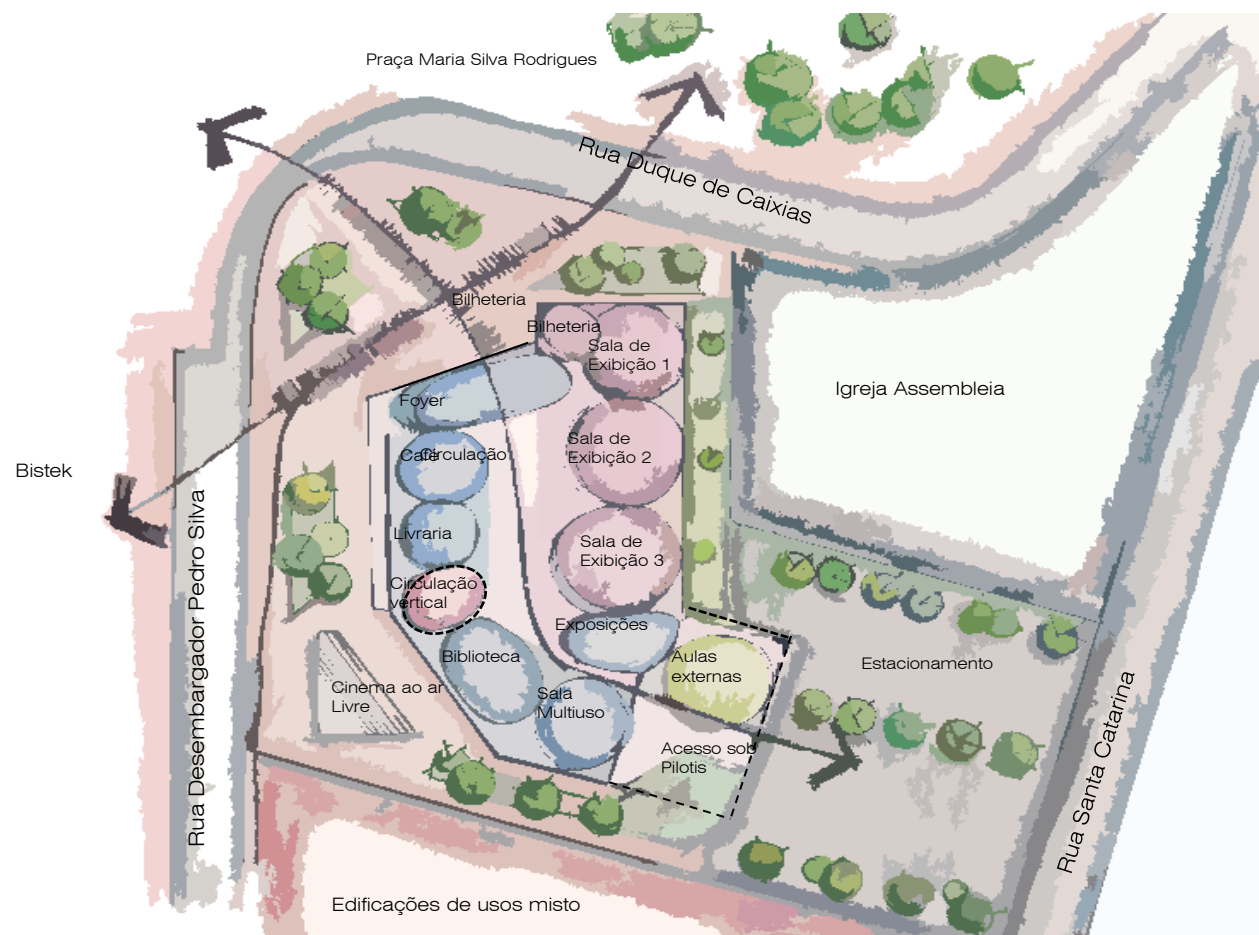 Praça Maria Silva Rodrigues
Rua Duque de Caixias
Bilheteria
Bilheteria
Sala de
Exibição 1
Igreja Assembleia
Foyer
Sala de
Exibição 2
Café
Circulação
Bistek
Livraria
Sala de
Exibição 3
Circulação
vertical
Exposições
Rua Desembargador Pedro Silva
Biblioteca
Aulas
externas
Estacionamento
Cinema ao ar
Livre
Sala
Multiuso
Acesso sob
Pilotis
Rua Santa Catarina
Edificações de usos misto